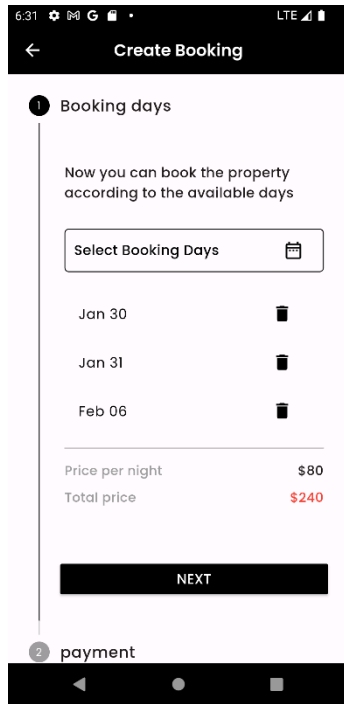 6:31 G LTE
Create Booking
1 Booking days
Now you can book the property
according to the available days
Select Booking Days
Jan 30
Jan 31
Feb 06
Price per night $80
Total price $240
NEXT
2 payment